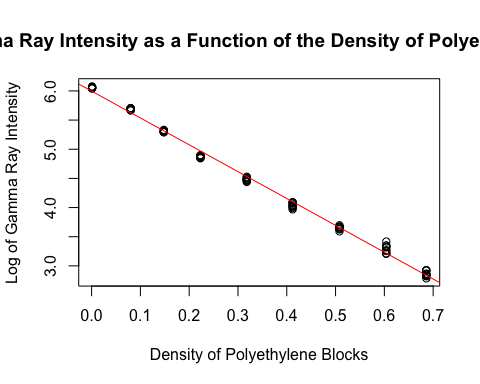 Ray Intensity as a Function of the Density of
Log of Gamma Ray Intensity
6.0
5.0
4.0
3.0
0.0 0.1 0.2 0.3 0.4 0.5 0.6 0.7
Density of Polyethylene Blocks